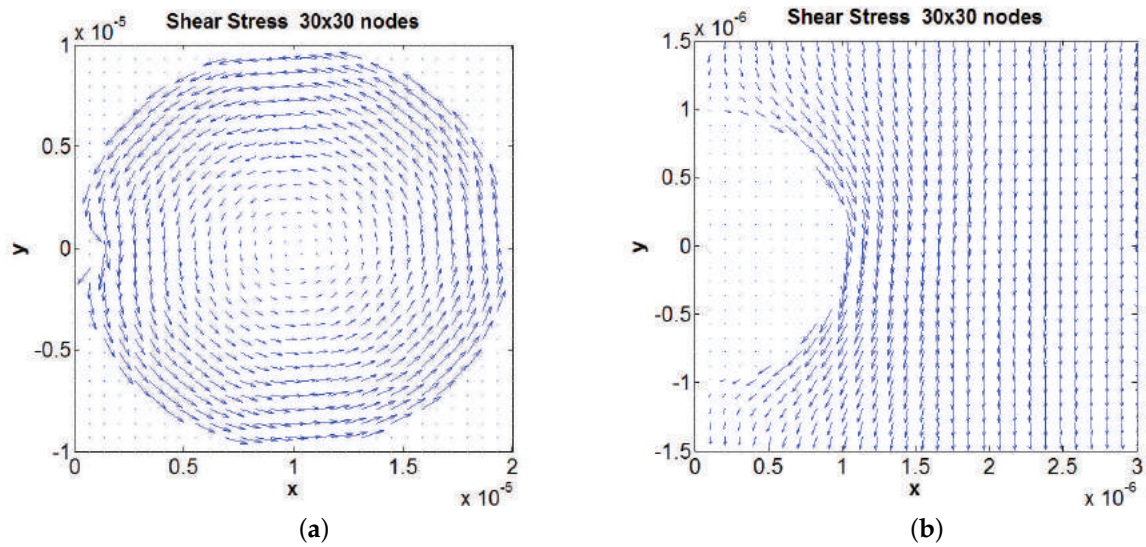 Shear Stress 30x30 nodes
x 10^-5
1
0.5
0
-0.5
-1
y
0 0.5 1 1.5 2
x
x 10^-5
(a)
Shear Stress 30x30 nodes
x 10^-6
1.5
1
0.5
0
-0.5
-1
-1.5
y
0 0.5 1 1.5 2 2.5 3
x
x 10^-6
(b)